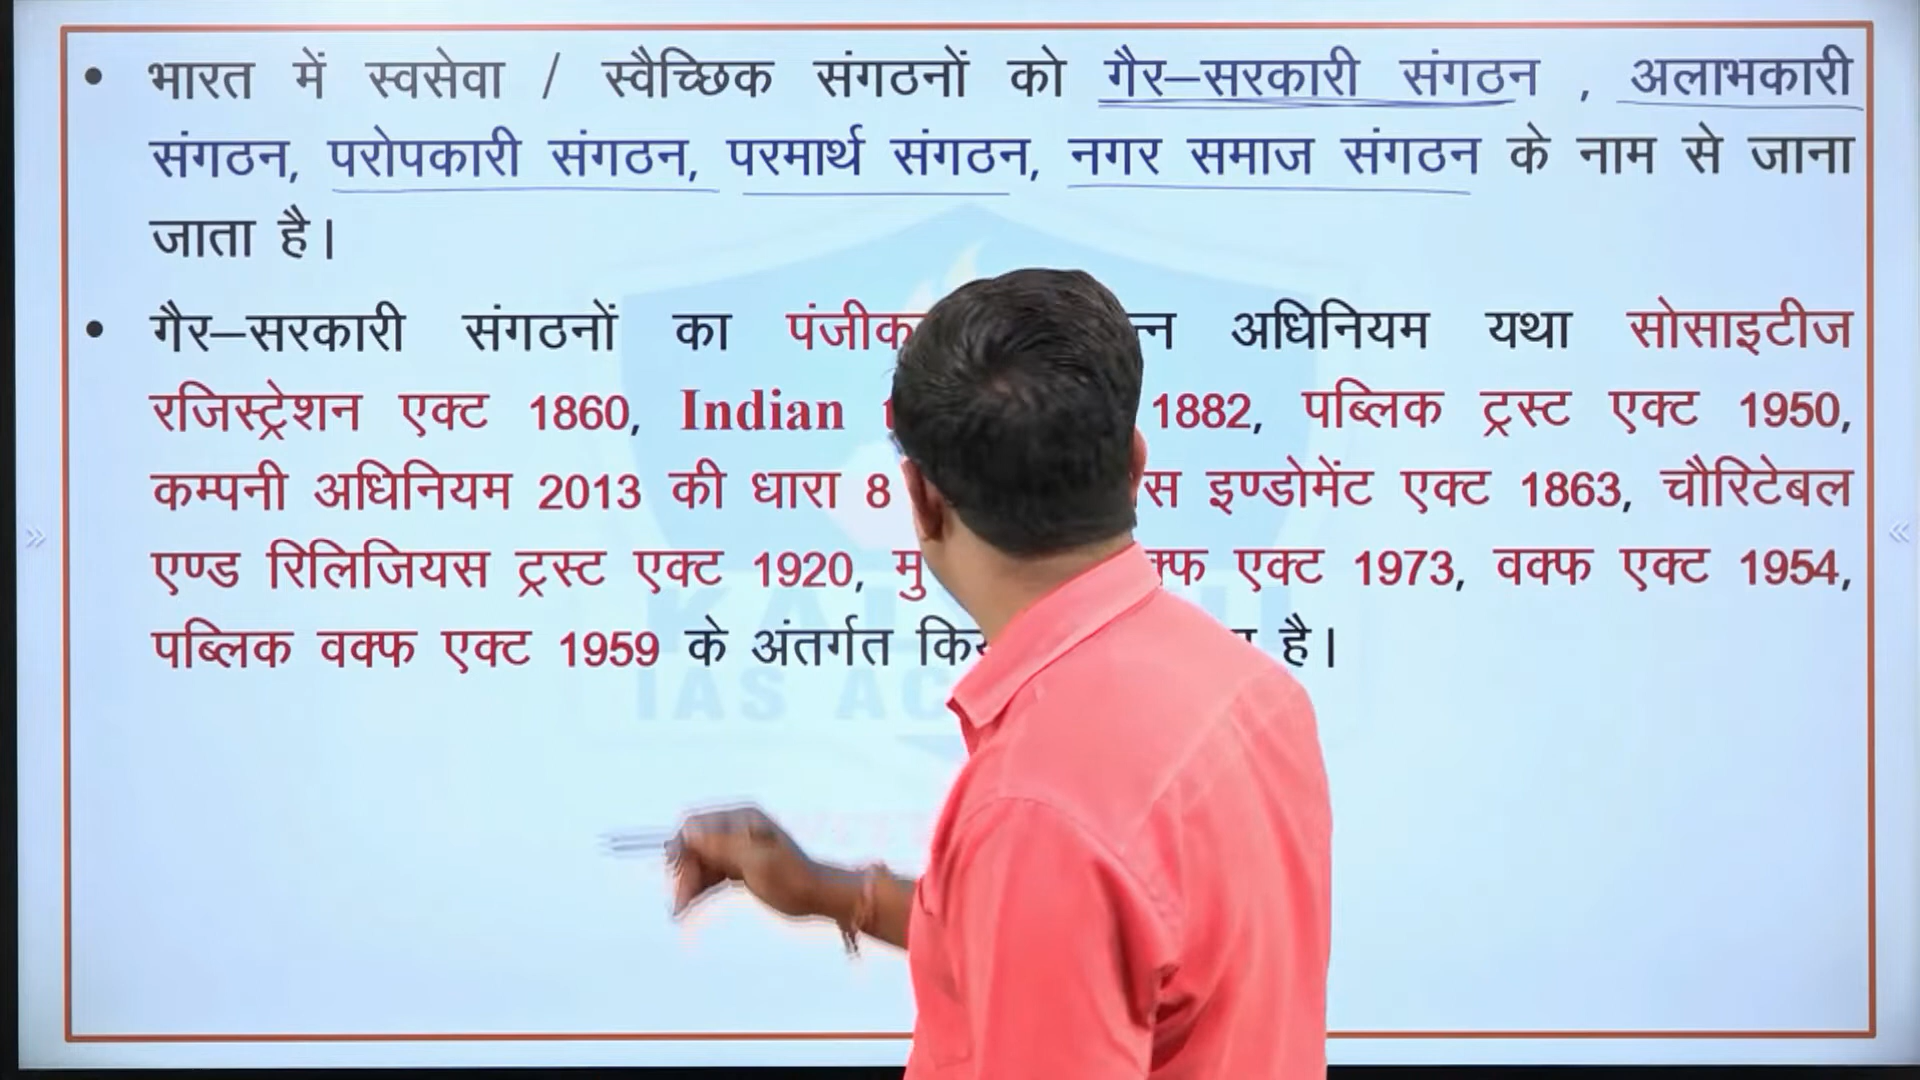 • भारत में स्वसेवा / स्वैच्छिक संगठनों को गैर–सरकारी संगठन , अलाभकारी
संगठन, परोपकारी संगठन, परमार्थ संगठन, नगर समाज संगठन के नाम से जाना
जाता है।
• गैर–सरकारी संगठनों का अधिनियम यथा सोसाइटीज
रजिस्ट्रेशन एक्ट 1860, Indian 1882, पब्लिक ट्रस्ट एक्ट 1950,
कम्पनी अधिनियम 2013 की धारा 8 इण्डोमेंट एक्ट 1863, चौरिटेबल
एण्ड रिलिजियस ट्रस्ट एक्ट 1920, एक्ट 1973, वक्फ एक्ट 1954,
पब्लिक वक्फ एक्ट 1959 के अंतर्गत है।
IAS